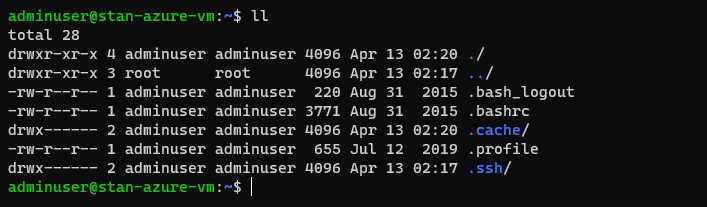 adminuser@stan-azure-vm:~$ ll
total 28
drwxr-xr-x 4 adminuser adminuser 4096 Apr 13 02:20 ./
drwxr-xr-x 3 root      root      4096 Apr 13 02:17 ../
-rw-r--r-- 1 adminuser adminuser  220 Aug 31  2015 .bash_logout
-rw-r--r-- 1 adminuser adminuser 3771 Aug 31  2015 .bashrc
drwx------ 2 adminuser adminuser 4096 Apr 13 02:20 .cache/
-rw-r--r-- 1 adminuser adminuser  655 Jul 12  2019 .profile
drwx------ 2 adminuser adminuser 4096 Apr 13 02:17 .ssh/
adminuser@stan-azure-vm:~$